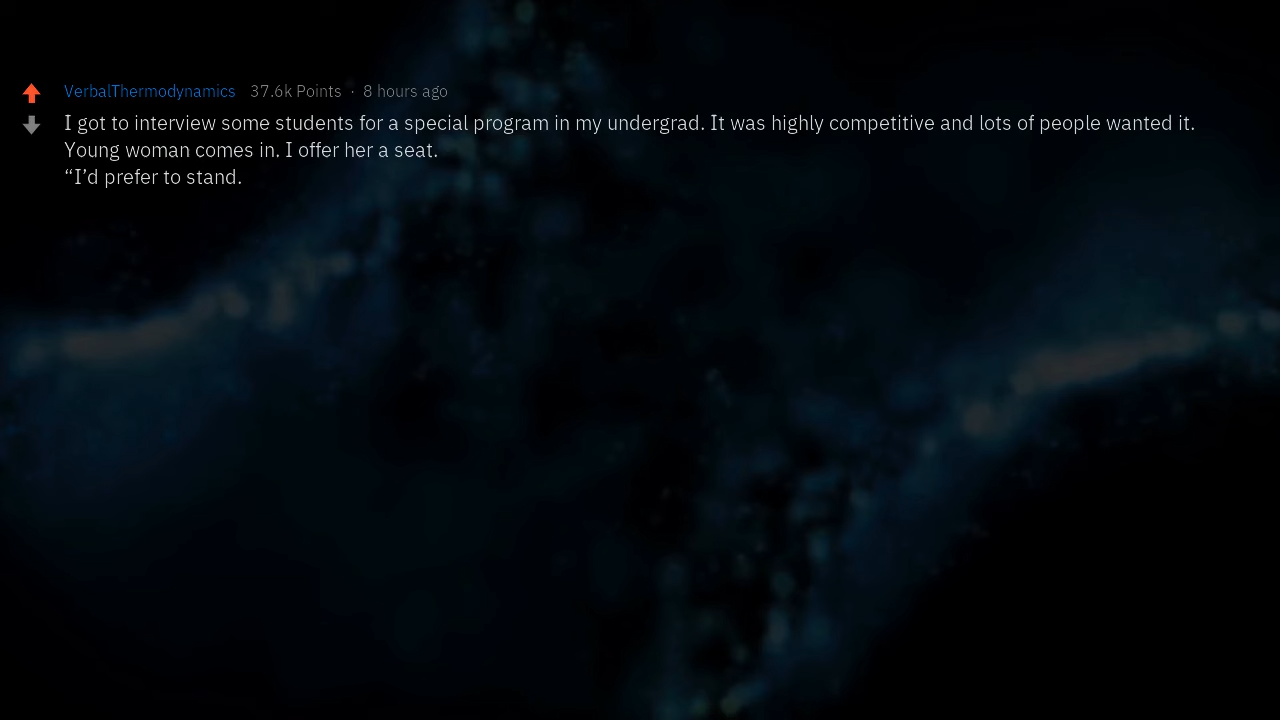 VerbalThermodynamics 37.6k Points · 8 hours ago
I got to interview some students for a special program in my undergrad. It was highly competitive and lots of people wanted it.
Young woman comes in. I offer her a seat.
“I’d prefer to stand.